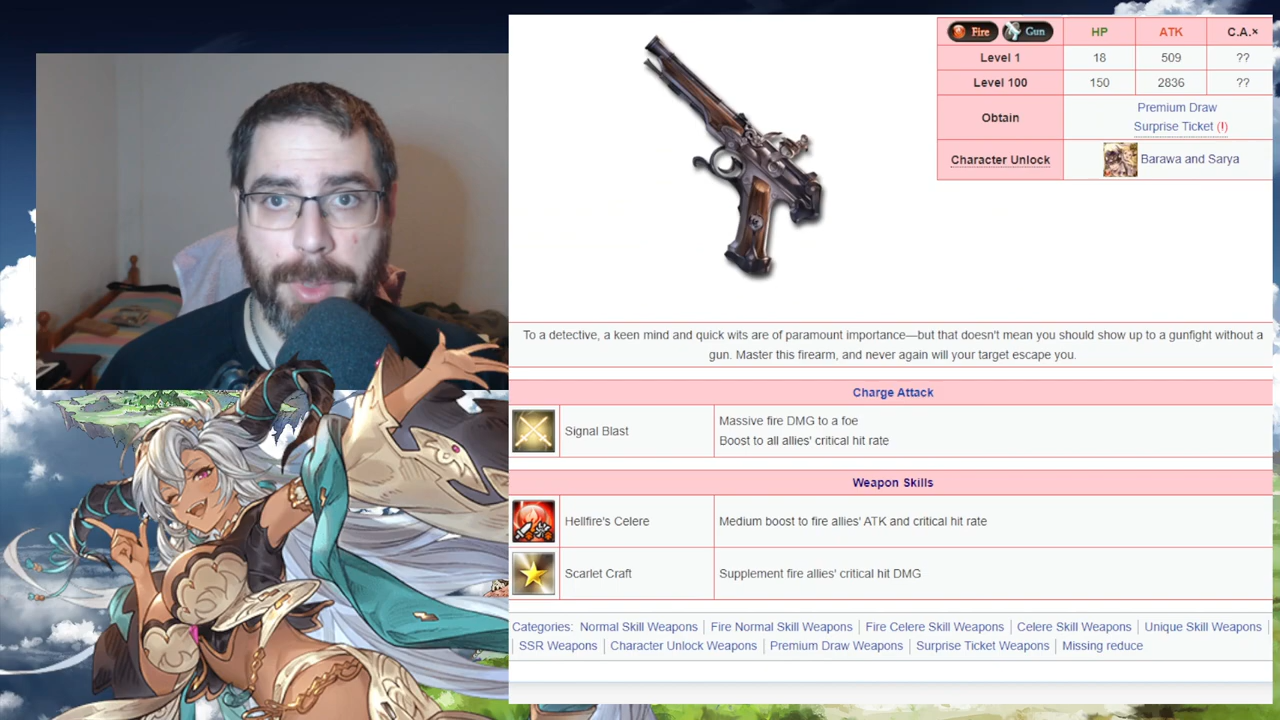 Fire Gun HP ATK C.A.×
Level 1 18 509 ??
Level 100 150 2836 ??
Obtain Premium Draw
Surprise Ticket (!)
Character Unlock Barawa and Sarya
To a detective, a keen mind and quick wits are of paramount importance—but that doesn't mean you should show up to a gunfight without a
gun. Master this firearm, and never again will your target escape you.
Charge Attack
Signal Blast Massive fire DMG to a foe
Boost to all allies' critical hit rate
Weapon Skills
Hellfire's Celere Medium boost to fire allies' ATK and critical hit rate
Scarlet Craft Supplement fire allies' critical hit DMG
Categories: Normal Skill Weapons | Fire Normal Skill Weapons | Fire Celere Skill Weapons | Celere Skill Weapons | Unique Skill Weapons |
| SSR Weapons | Character Unlock Weapons | Premium Draw Weapons | Surprise Ticket Weapons | Missing reduce